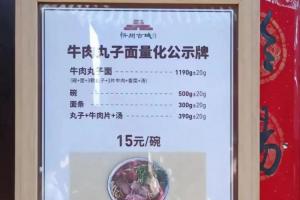 忻州古城
牛肉丸子面量化公示牌
牛肉丸子面 1190g±20g
碗 500g±20g
面条 300g±20g
丸子+牛肉片+汤 390g±20g
15元/碗